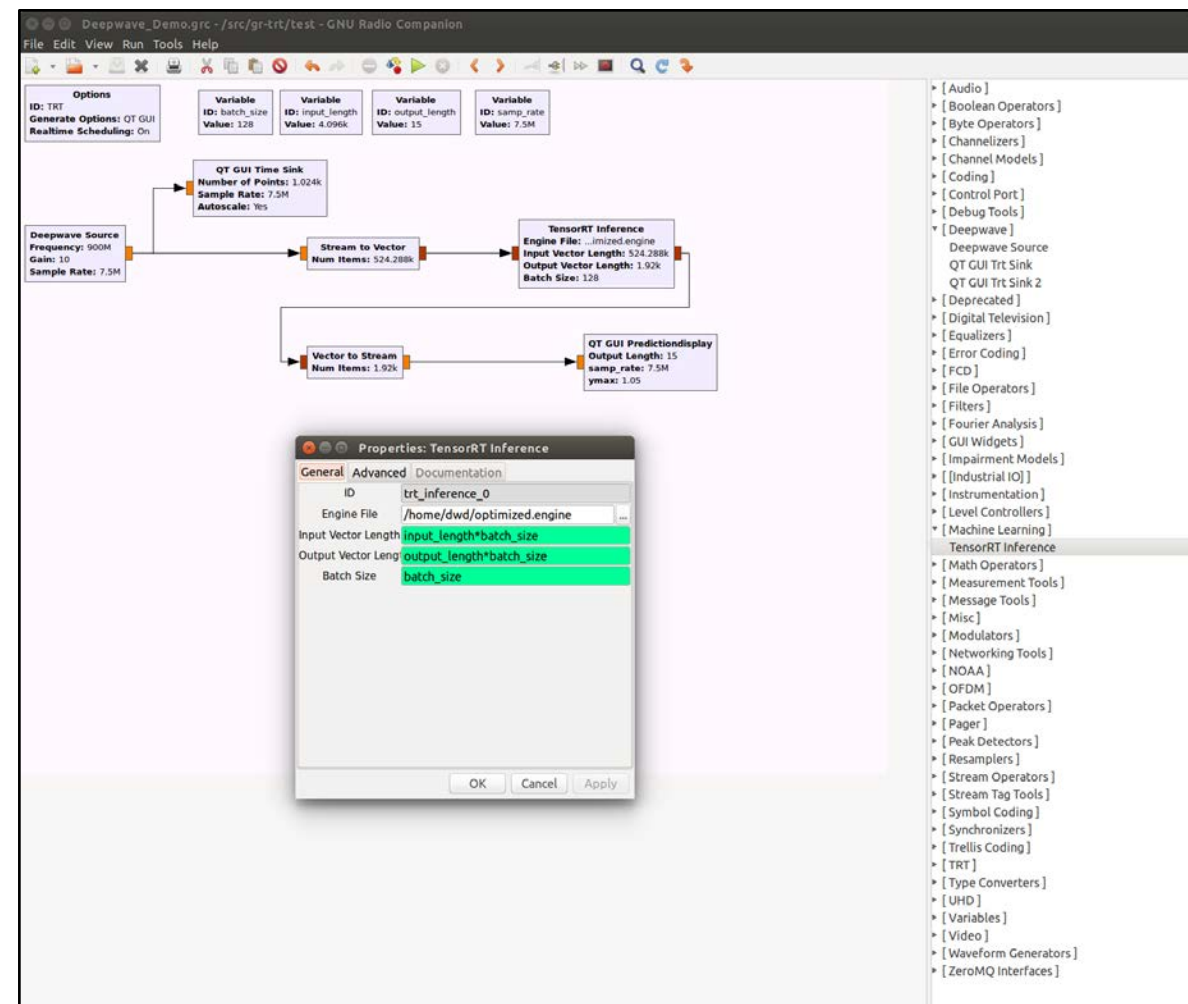 Deepwave_Demo.grc - /src/gr-trt/test - GNU Radio Companion
File Edit View Run Tools Help
Options
ID: TRT
Generate Options: QT GUI
Realtime Scheduling: On
Variable
ID: batch_size
Value: 128
Variable
ID: input_length
Value: 4.096k
Variable
ID: output_length
Value: 15
Variable
ID: samp_rate
Value: 7.5M
QT GUI Time Sink
Number of Points: 1.024k
Sample Rate: 7.5M
Autoscale: Yes
Deepwave Source
Frequency: 900M
Gain: 10
Sample Rate: 7.5M
Stream to Vector
Num Items: 524.288k
TensorRT Inference
Engine File: ...imized.engine
Input Vector Length: 524.288k
Output Vector Length: 1.92k
Batch Size: 128
Vector to Stream
Num Items: 1.92k
QT GUI Predictiondisplay
Output Length: 15
samp_rate: 7.5M
ymax: 1.05
Properties: TensorRT Inference
General Advanced Documentation
ID trt_inference_0
Engine File /home/dwd/optimized.engine ...
Input Vector Length input_length*batch_size
Output Vector Leng output_length*batch_size
Batch Size batch_size
OK Cancel Apply
[ Audio ]
[ Boolean Operators ]
[ Byte Operators ]
[ Channelizers ]
[ Channel Models ]
[ Coding ]
[ Control Port ]
[ Debug Tools ]
[ Deepwave ]
Deepwave Source
QT GUI Trt Sink
QT GUI Trt Sink 2
[ Deprecated ]
[ Digital Television ]
[ Equalizers ]
[ Error Coding ]
[ FCD ]
[ File Operators ]
[ Filters ]
[ Fourier Analysis ]
[ GUI Widgets ]
[ Impairment Models ]
[ [Industrial IO] ]
[ Instrumentation ]
[ Level Controllers ]
[ Machine Learning ]
TensorRT Inference
[ Math Operators ]
[ Measurement Tools ]
[ Message Tools ]
[ Misc ]
[ Modulators ]
[ Networking Tools ]
[ NOAA ]
[ OFDM ]
[ Packet Operators ]
[ Pager ]
[ Peak Detectors ]
[ Resamplers ]
[ Stream Operators ]
[ Stream Tag Tools ]
[ Symbol Coding ]
[ Synchronizers ]
[ Trellis Coding ]
[ TRT ]
[ Type Converters ]
[ UHD ]
[ Variables ]
[ Video ]
[ Waveform Generators ]
[ ZeroMQ Interfaces ]